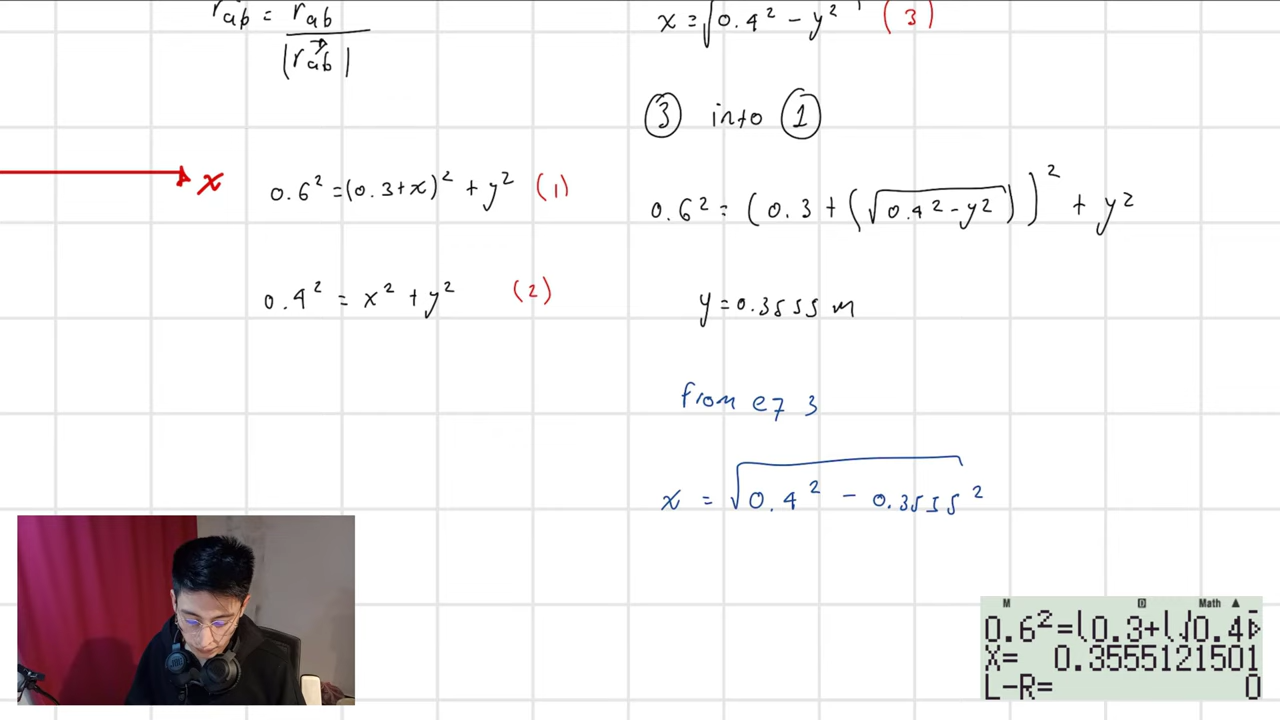 r⃗ab = r⃗ab / |r⃗ab|
x
0.6² = (0.3+x)² + y² (1)
0.4² = x² + y² (2)
x = √0.4² − y² (3)
③ into ①
0.6² = (0.3 + (√0.4² − y²))² + y²
y = 0.3555 m
from eq 3
x = √0.4² − 0.3555²
M D Math ▲
0.6²=(0.3+(√0.4
X= 0.3555121501
L-R= 0